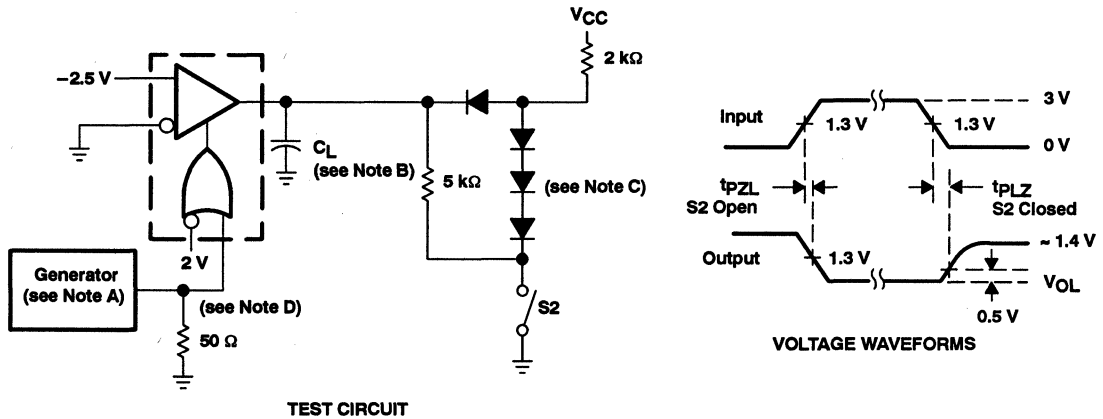 VCC
2 kΩ
−2.5 V
CL
(see Note B)
5 kΩ
(see Note C)
2 V
Generator
(see Note A)
(see Note D)
50 Ω
S2
TEST CIRCUIT
Input
1.3 V
1.3 V
3 V
0 V
tPZL
S2 Open
tPLZ
S2 Closed
Output
1.3 V
~ 1.4 V
VOL
0.5 V
VOLTAGE WAVEFORMS